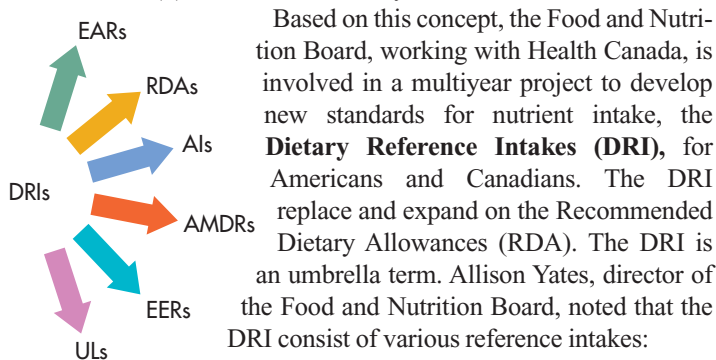 EARs
RDAs
AIs
DRIs
AMDRs
EERs
ULs
Based on this concept, the Food and Nutri-
tion Board, working with Health Canada, is
involved in a multiyear project to develop
new standards for nutrient intake, the
Dietary Reference Intakes (DRI), for
Americans and Canadians. The DRI
replace and expand on the Recommended
Dietary Allowances (RDA). The DRI is
an umbrella term. Allison Yates, director of
the Food and Nutrition Board, noted that the
DRI consist of various reference intakes: